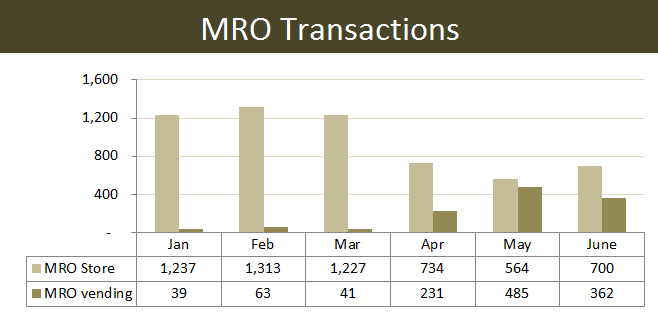 MRO Transactions
1,600
1,200
800
400
-
Jan Feb Mar Apr May June
MRO Store 1,237 1,313 1,227 734 564 700
MRO vending 39 63 41 231 485 362